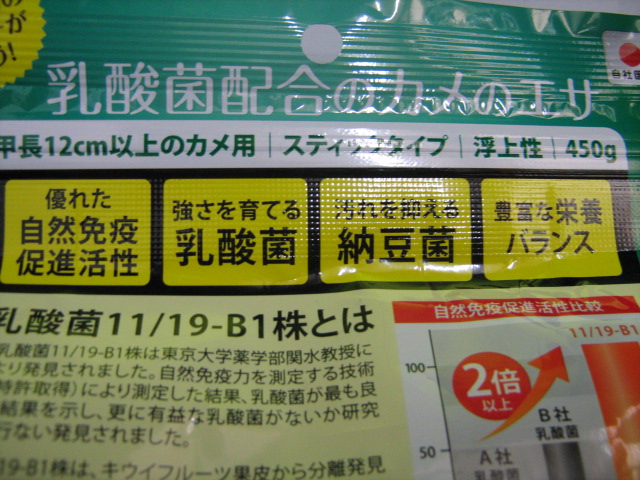 の
が
う!
自社菌
乳酸菌配合のカメのエサ
甲長12cm以上のカメ用 | スティックタイプ | 浮上性 | 450g
優れた
自然免疫
促進活性
強さを育てる
乳酸菌
汚れを抑える
納豆菌
豊富な栄養
バランス
乳酸菌11/19-B1株とは
乳酸菌11/19-B1株は東京大学薬学部関水教授に
より発見されました。自然免疫力を測定する技術
特許取得)により測定した結果、乳酸菌が最も良
結果を示し、更に有益な乳酸菌がないか研究
行ない発見されました。
19-B1株は、キウイフルーツ果皮から分離発見
自然免疫促進活性比較
11/19-B1
100
2倍
以上
B社
乳酸菌
50
A社
乳酸菌